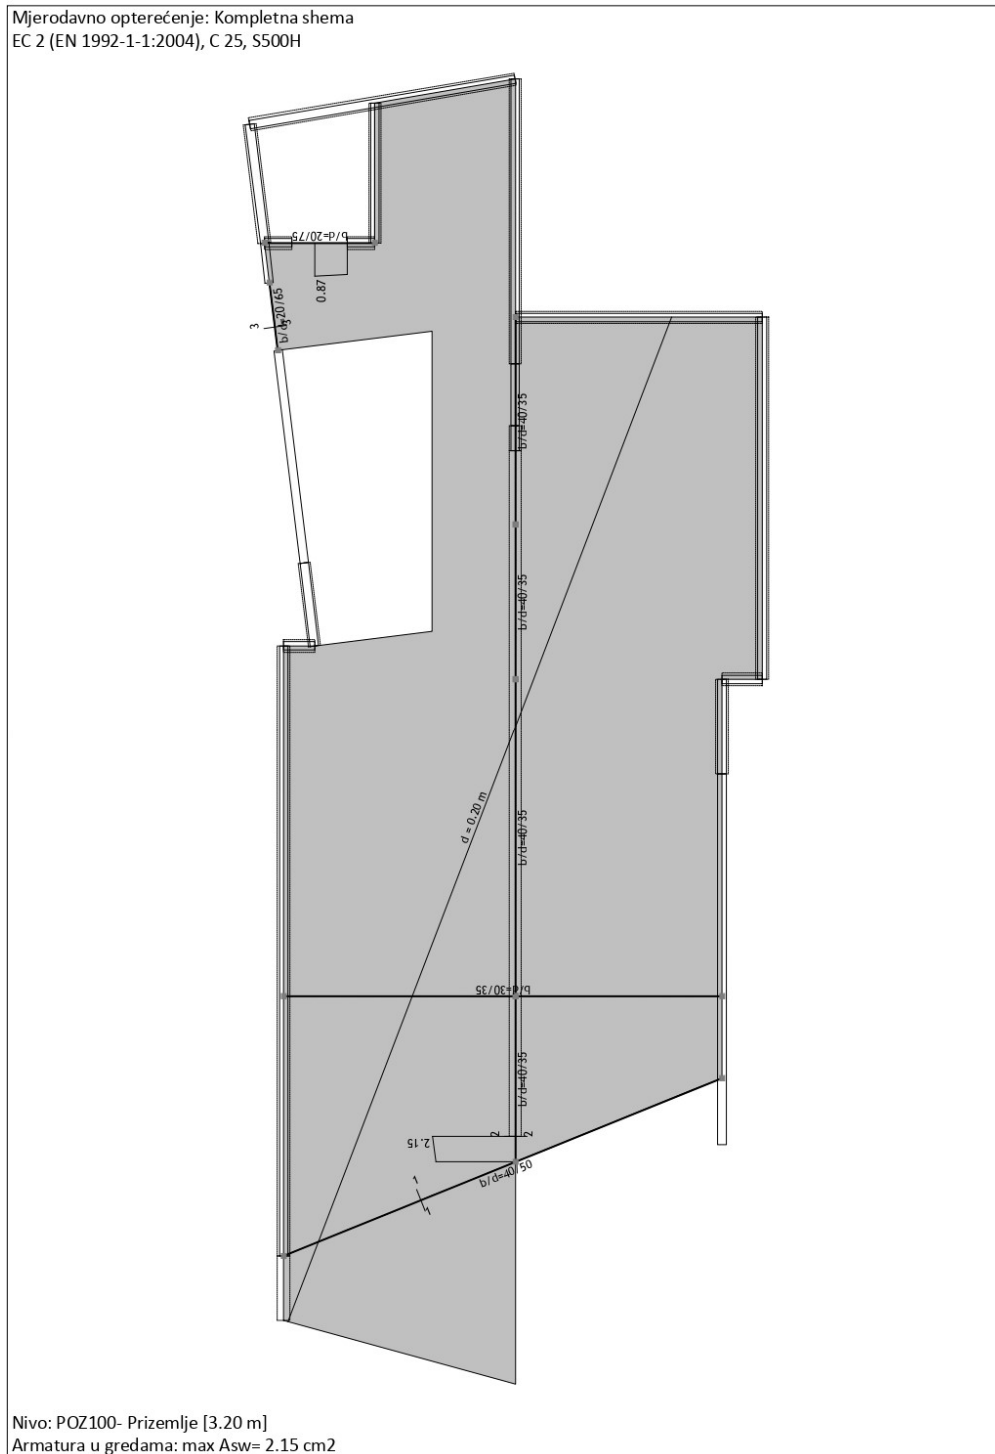 Mjerodavno opterećenje: Kompletna shema
EC 2 (EN 1992-1-1:2004), C 25, S500H
b/d=20/75
0.87
b/d=20/65
3
3
b/d=40/35
b/d=40/35
d = 0.20 m
b/d=40/35
b/d=30/35
b/d=40/35
2.15
2
2
b/d=40/50
1
1
Nivo: POZ100- Prizemlje [3.20 m]
Armatura u gredama: max Asw= 2.15 cm2